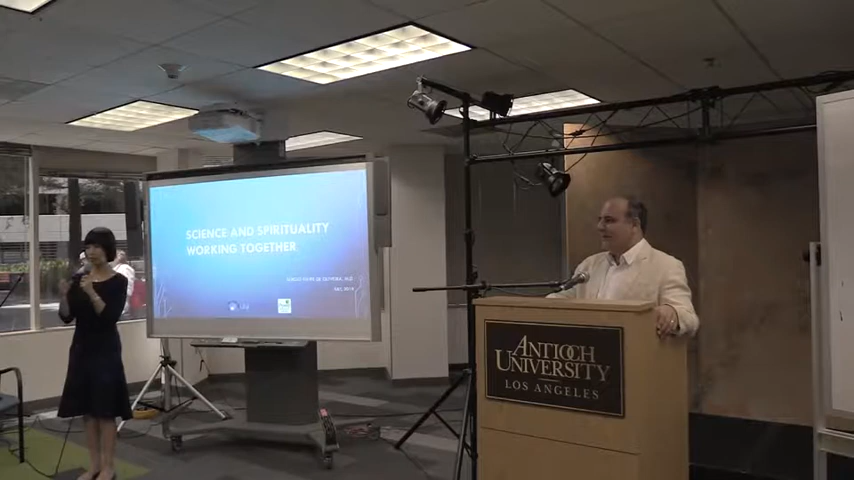 SCIENCE AND SPIRITUALITY
WORKING TOGETHER
ANTIOCH
UNIVERSITY
LOS ANGELES